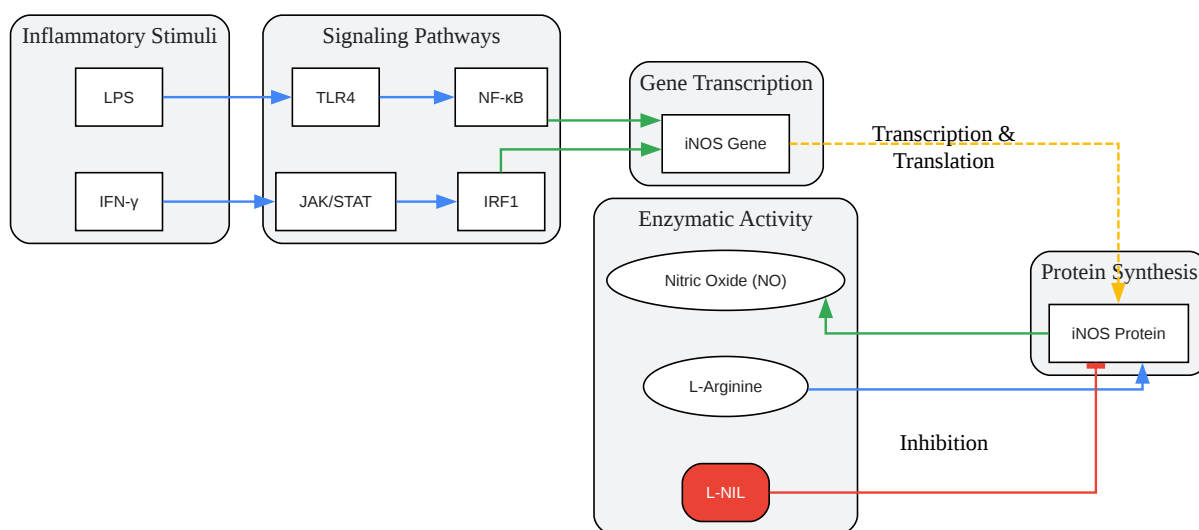 Inflammatory Stimuli
LPS
IFN-γ
Signaling Pathways
TLR4
NF-κB
JAK/STAT
IRF1
Gene Transcription
iNOS Gene
Transcription &
Translation
Enzymatic Activity
Nitric Oxide (NO)
L-Arginine
L-NIL
Inhibition
Protein Synthesis
iNOS Protein